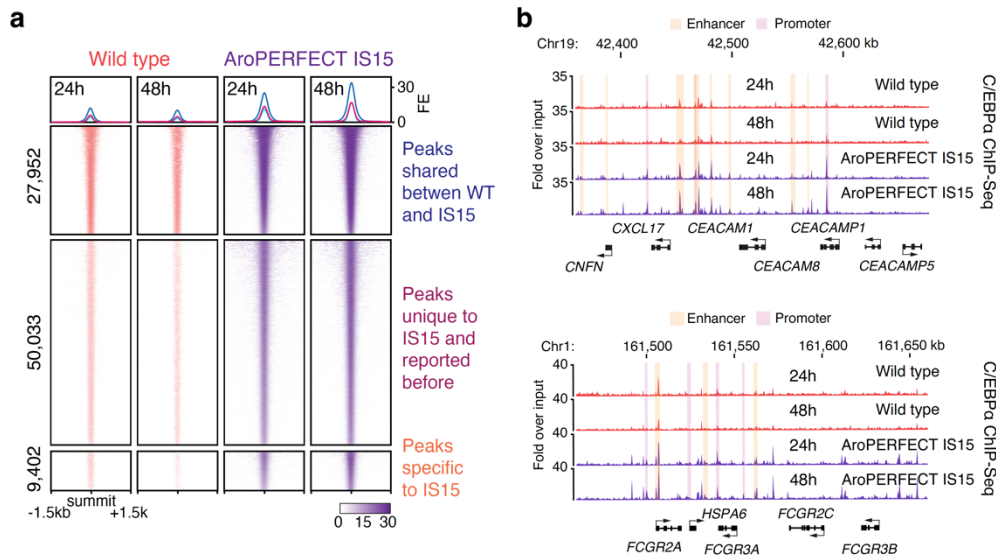 a
Wild type
AroPERFECT IS15
24h
48h
24h
48h
30
FE
0
27,952
Peaks
shared
betwen WT
and IS15
50,033
Peaks
unique to
IS15 and
reported
before
9,402
Peaks
specific
to IS15
summit
-1.5kb
+1.5k
0 15 30
b
Enhancer
Promoter
Chr19:
42,400
42,500
42,600 kb
C/EBPα ChIP-Seq
Fold over input
35
24h
Wild type
35
48h
Wild type
35
24h
AroPERFECT IS15
35
48h
AroPERFECT IS15
CXCL17
CEACAM1
CEACAMP1
CNFN
CEACAM8
CEACAMP5
Enhancer
Promoter
Chr1:
161,500
161,550
161,600
161,650 kb
C/EBPα ChIP-Seq
Fold over input
40
24h
Wild type
40
48h
Wild type
40
24h
AroPERFECT IS15
40
48h
AroPERFECT IS15
HSPA6
FCGR2C
FCGR2A
FCGR3A
FCGR3B